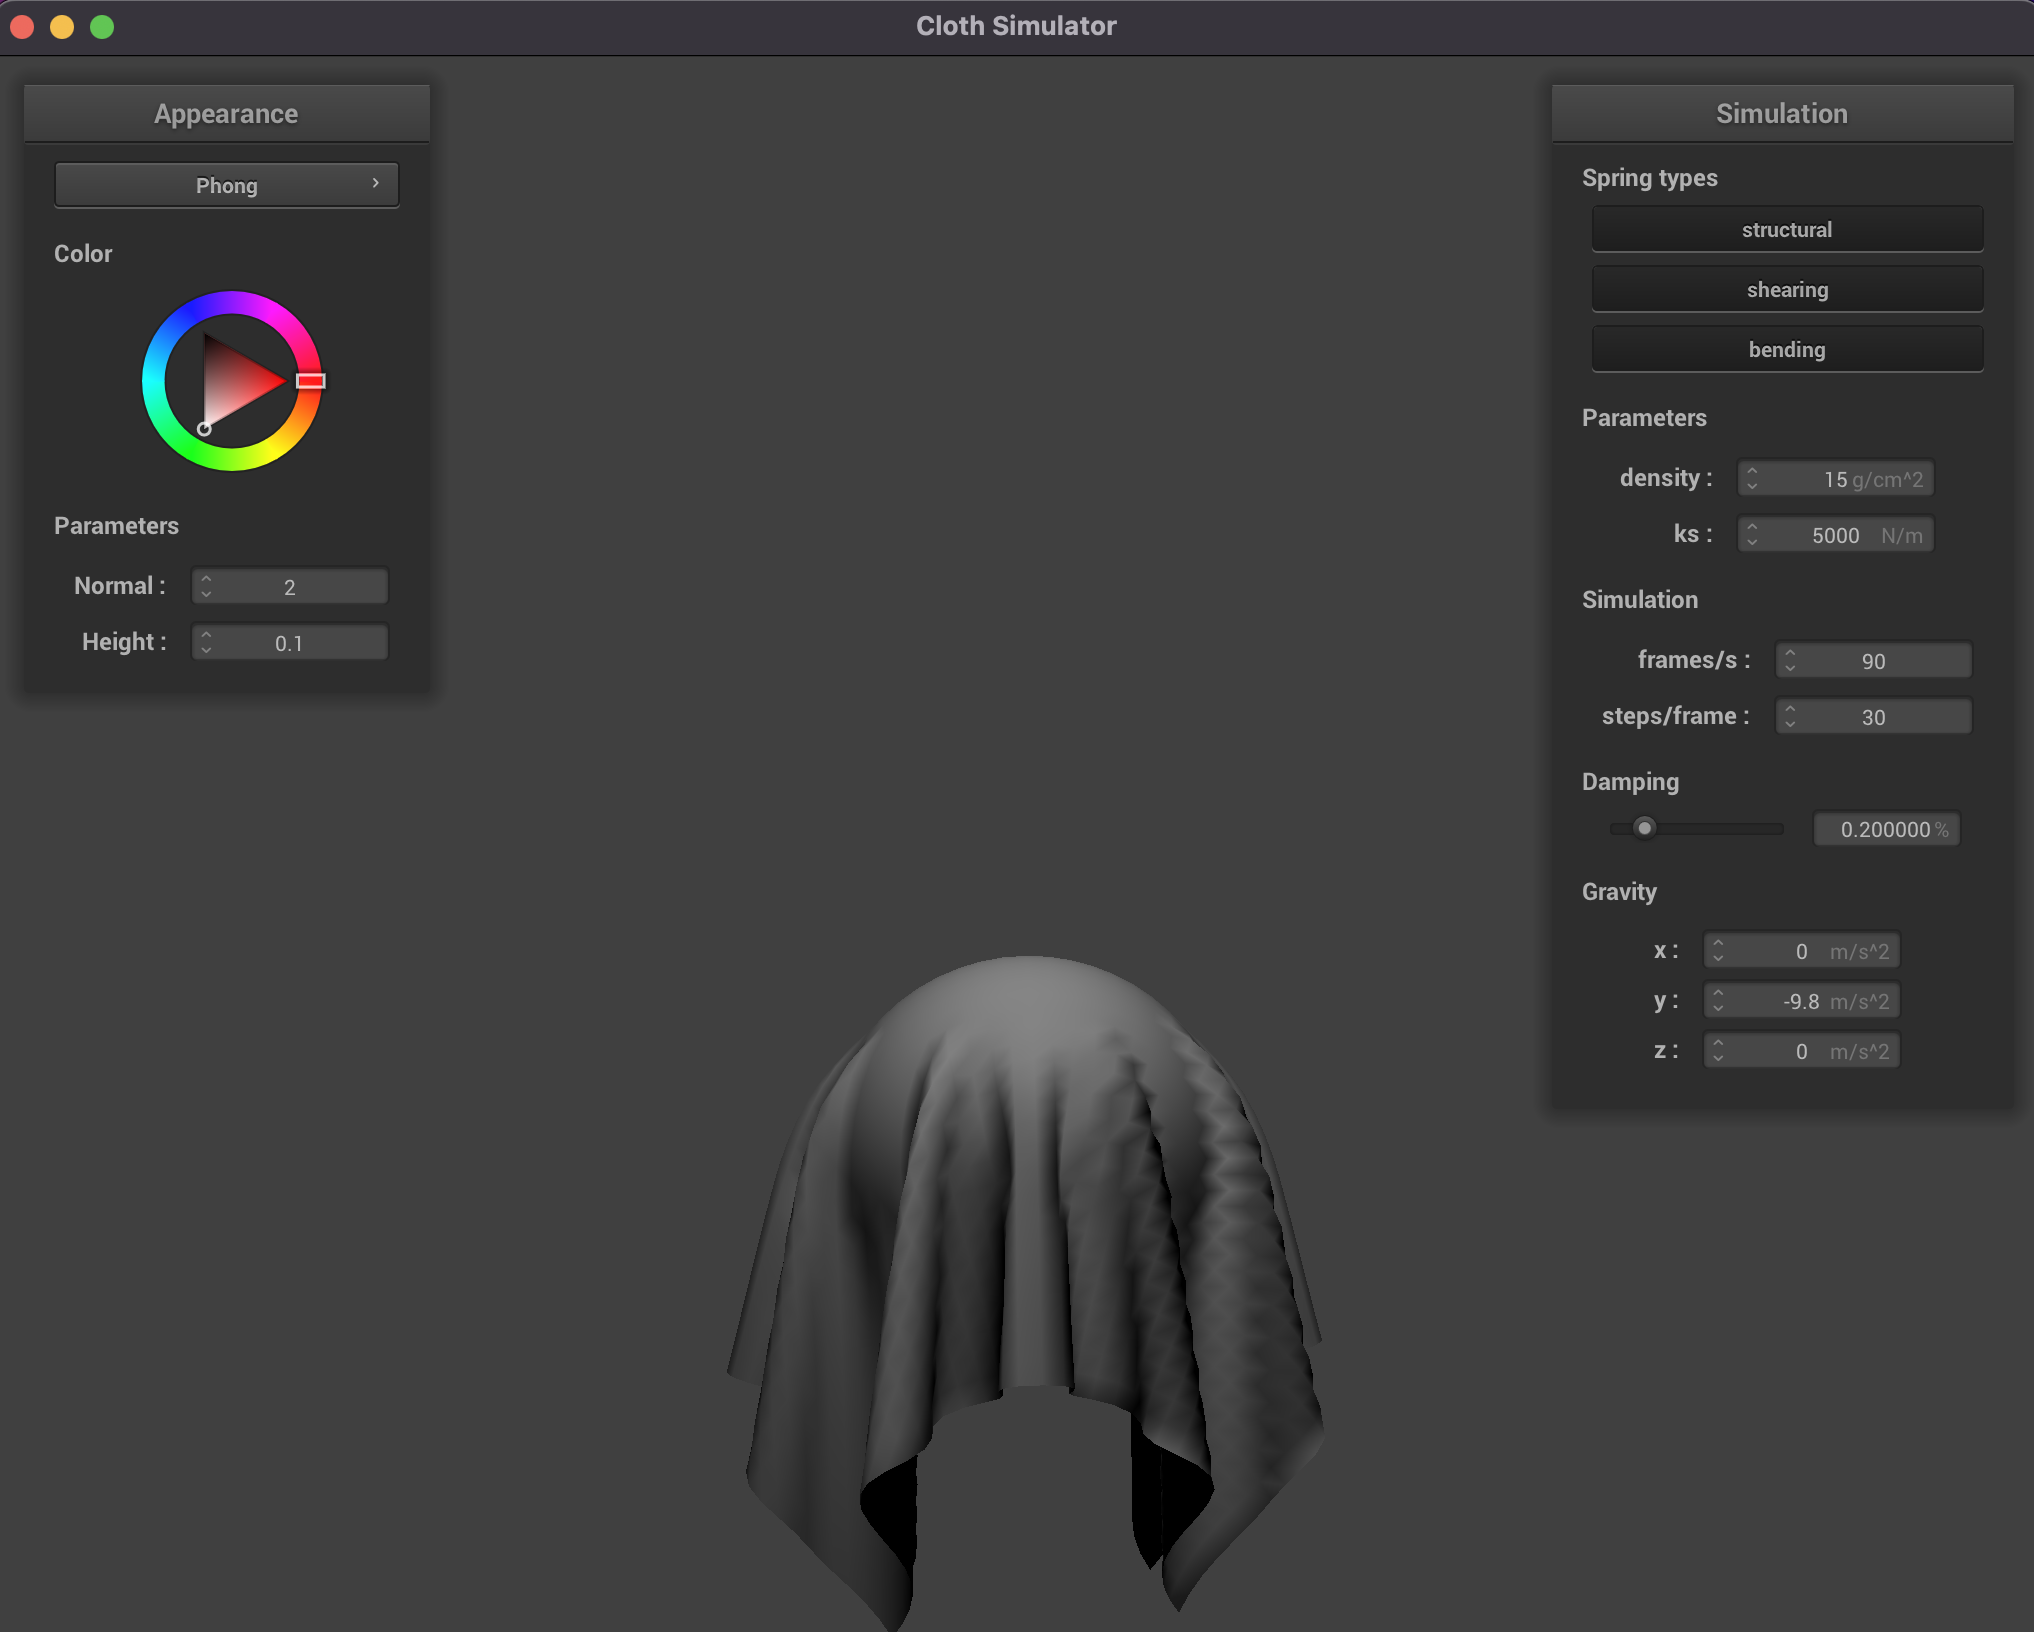 Cloth Simulator
Appearance
Phong
Color
Parameters
Normal : 2
Height : 0.1
Simulation
Spring types
structural
shearing
bending
Parameters
density : 15 g/cm^2
ks : 5000 N/m
Simulation
frames/s : 90
steps/frame : 30
Damping
0.200000 %
Gravity
x : 0 m/s^2
y : -9.8 m/s^2
z : 0 m/s^2